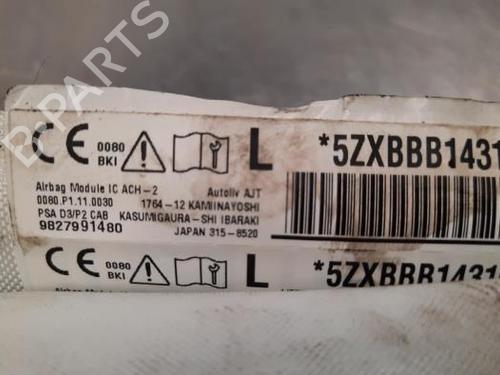 B-PARTS
CE 0080 BKI L *5ZXBBB1431
Airbag Module IC ACH-2 Autoliv AJT
0080.P1.11.0030 1764-12 KAMIINAYOSHI
PSA D3/P2 CAB KASUMIGAURA-SHI IBARAKI
9827991480 JAPAN 315-8520
CE 0080 BKI L *5ZXBBB1431